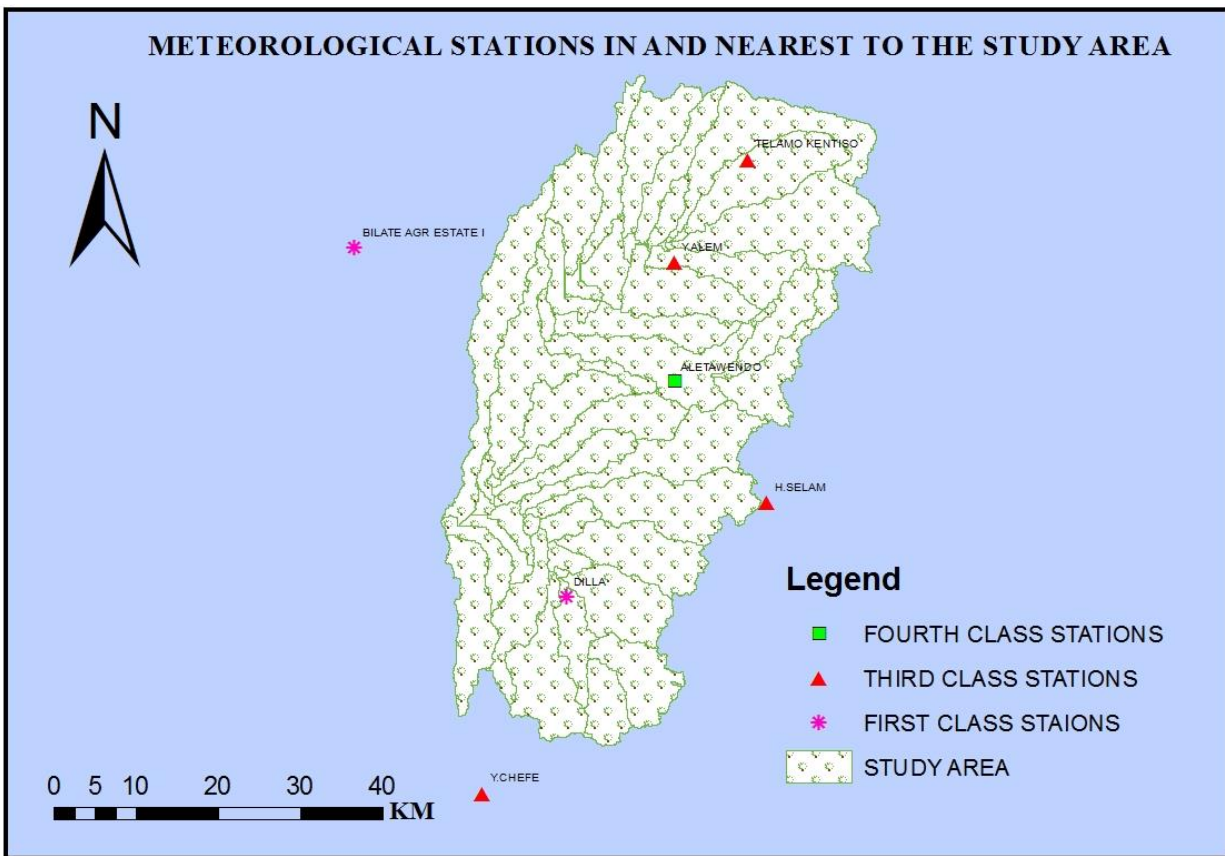 METEOROLOGICAL STATIONS IN AND NEAREST TO THE STUDY AREA
N
TELAMO KENTISO
BILATE AGR ESTATE I
Y.ALEM
ALETAWENDO
H.SELAM
DILLA
Legend
FOURTH CLASS STATIONS
THIRD CLASS STATIONS
FIRST CLASS STAIONS
STUDY AREA
Y.CHEFE
0 5 10 20 30 40
KM